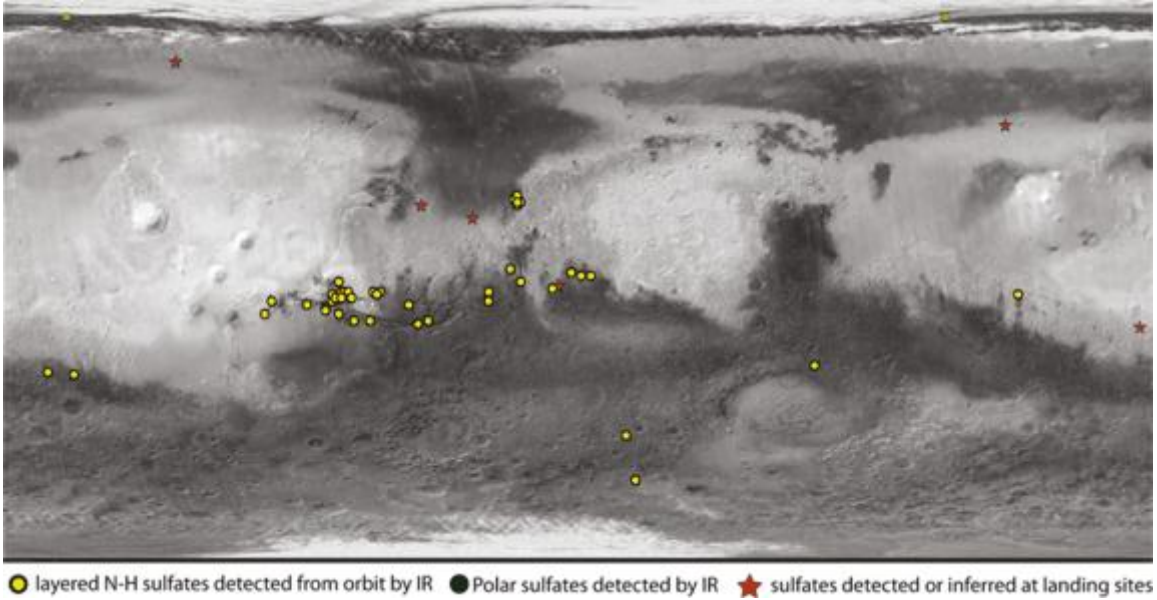 layered N-H sulfates detected from orbit by IR Polar sulfates detected by IR sulfates detected or inferred at landing sites